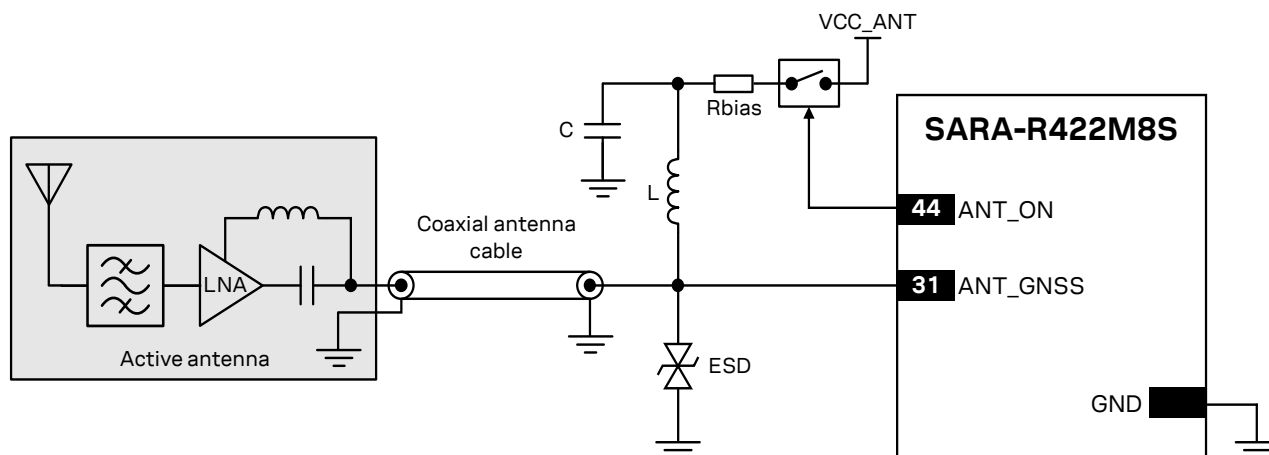 VCC_ANT
Rbias
C
SARA-R422M8S
L
44 ANT_ON
Coaxial antenna
cable
LNA
31 ANT_GNSS
Active antenna
ESD
GND